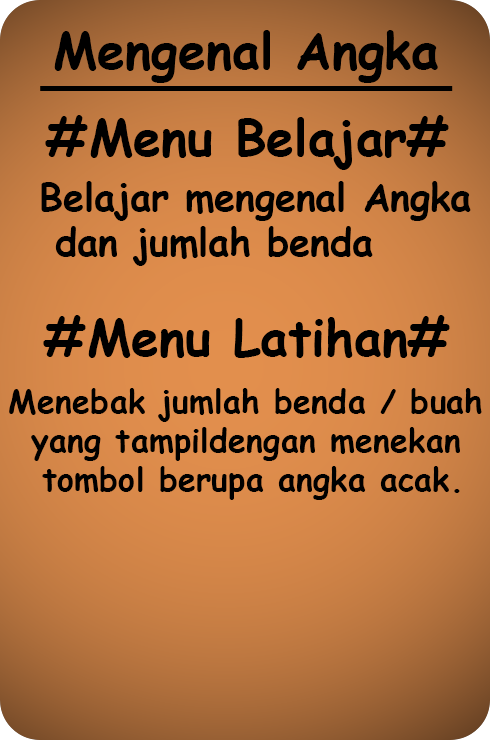 Mengenal Angka
#Menu Belajar#
Belajar mengenal Angka
dan jumlah benda
#Menu Latihan#
Menebak jumlah benda / buah
yang tampildengan menekan
tombol berupa angka acak.